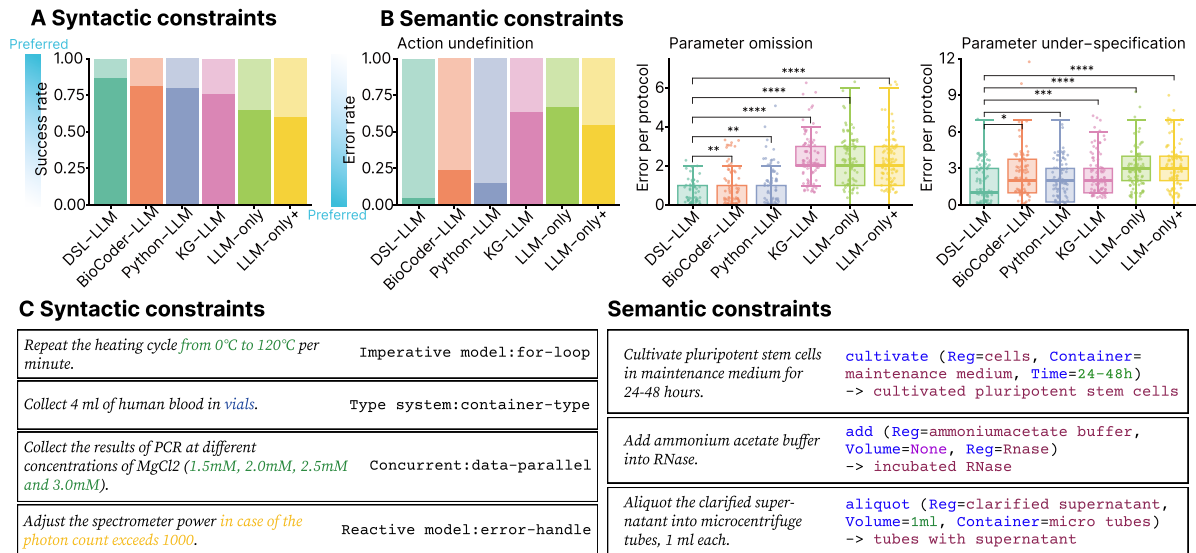 A Syntactic constraints
Preferred
Success rate
1.00
0.75
0.50
0.25
0.00
DSL-LLM
BioCoder-LLM
Python-LLM
KG-LLM
LLM-only
LLM-only+
B Semantic constraints
Action undefinition
Error rate
Preferred
1.00
0.75
0.50
0.25
0.00
DSL-LLM
BioCoder-LLM
Python-LLM
KG-LLM
LLM-only
LLM-only+
Parameter omission
Error per protocol
6
4
2
0
****
****
****
**
**
DSL-LLM
BioCoder-LLM
Python-LLM
KG-LLM
LLM-only
LLM-only+
Parameter under-specification
Error per protocol
12
9
6
3
0
****
****
***
**
*
DSL-LLM
BioCoder-LLM
Python-LLM
KG-LLM
LLM-only
LLM-only+
C Syntactic constraints
Repeat the heating cycle from 0°C to 120°C per
minute.
Imperative model:for-loop
Collect 4 ml of human blood in vials.
Type system:container-type
Collect the results of PCR at different
concentrations of MgCl2 (1.5mM, 2.0mM, 2.5mM
and 3.0mM).
Concurrent:data-parallel
Adjust the spectrometer power in case of the
photon count exceeds 1000.
Reactive model:error-handle
Semantic constraints
Cultivate pluripotent stem cells
in maintenance medium for
24-48 hours.
cultivate (Reg=cells, Container=
maintenance medium, Time=24-48h)
-> cultivated pluripotent stem cells
Add ammonium acetate buffer
into RNase.
add (Reg=ammoniumacetate buffer,
Volume=None, Reg=Rnase)
-> incubated RNase
Aliquot the clarified super-
natant into microcentrifuge
tubes, 1 ml each.
aliquot (Reg=clarified supernatant,
Volume=1ml, Container=micro tubes)
-> tubes with supernatant